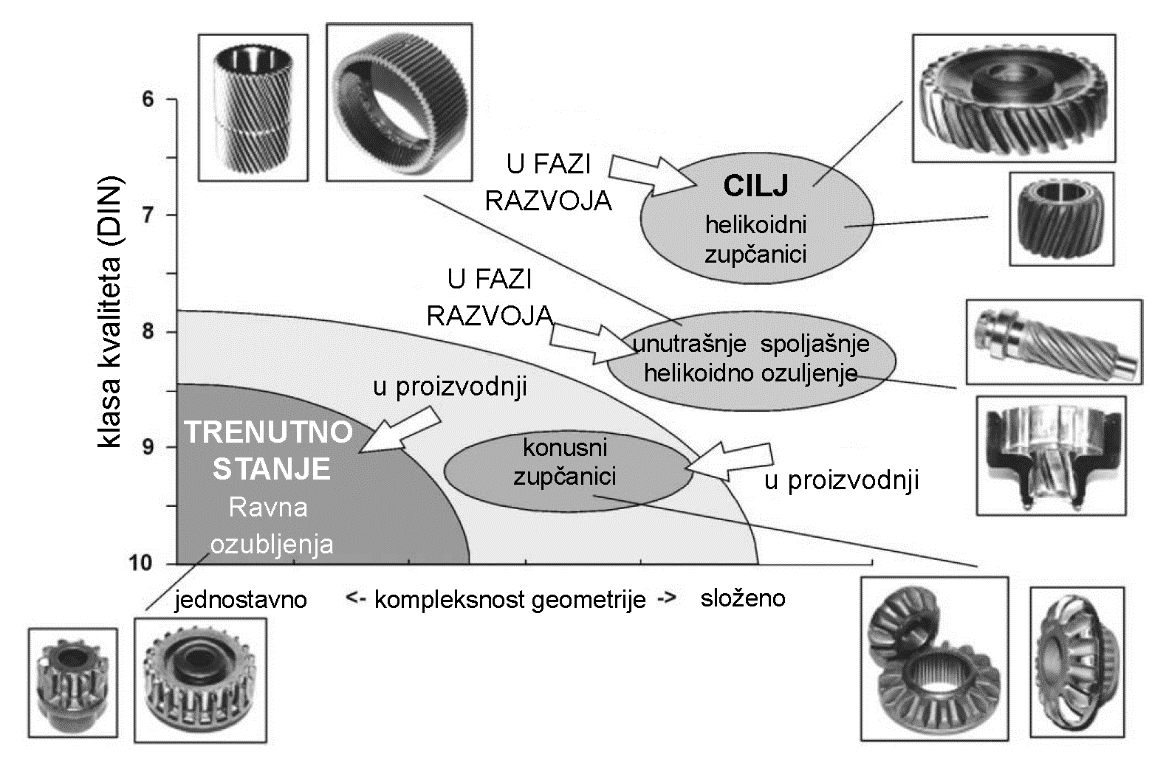 6
7
8
9
10
klasa kvaliteta (DIN)
U FAZI
RAZVOJA
CILJ
helikoidni
zupčanici
U FAZI
RAZVOJA
unutrašnje spoljašnje
helikoidno ozuljenje
u proizvodnji
TRENUTNO
STANJE
Ravna
ozubljenja
konusni
zupčanici
u proizvodnji
jednostavno <- kompleksnost geometrije -> složeno